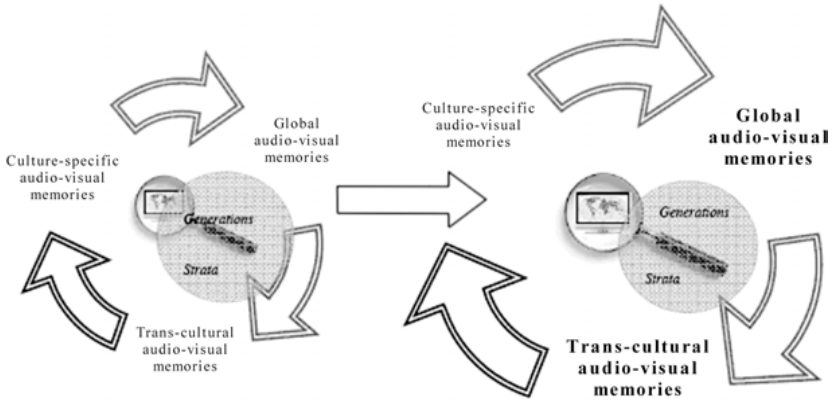 Culture-specific
audio-visual
memories
Global
audio-visual
memories
Generations
Strata
Trans-cultural
audio-visual
memories
Culture-specific
audio-visual
memories
Global
audio-visual
memories
Generations
Strata
Trans-cultural
audio-visual
memories